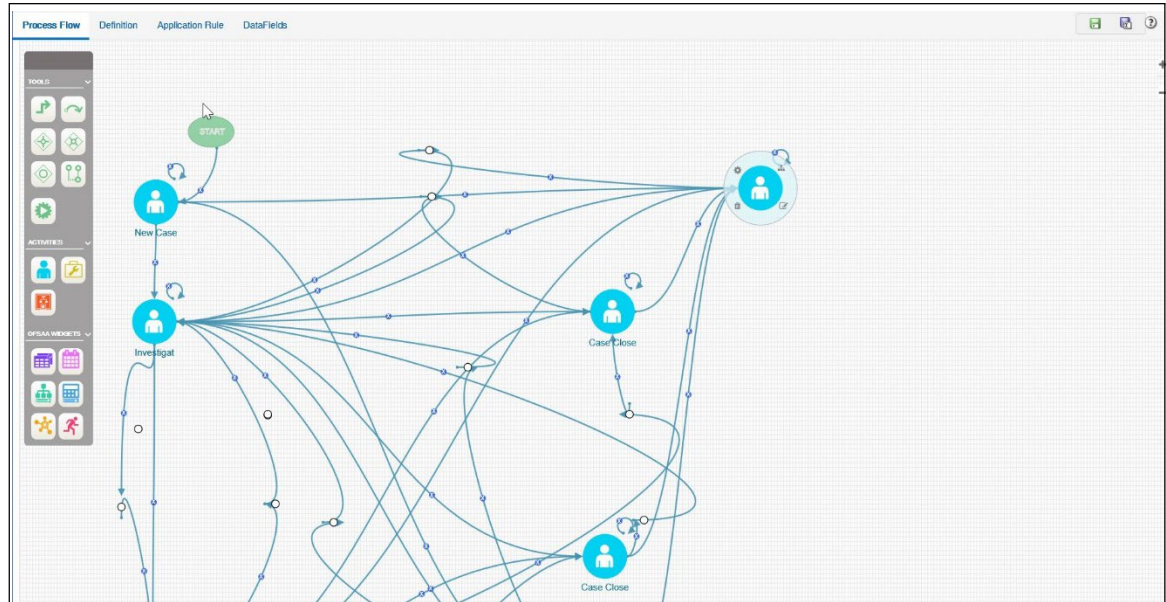 Process Flow Definition Application Rule DataFields
TOOLS
START
New Case
ACTIVITIES
Investigat
Case Close
OFSAA WIDGETS
Case Close